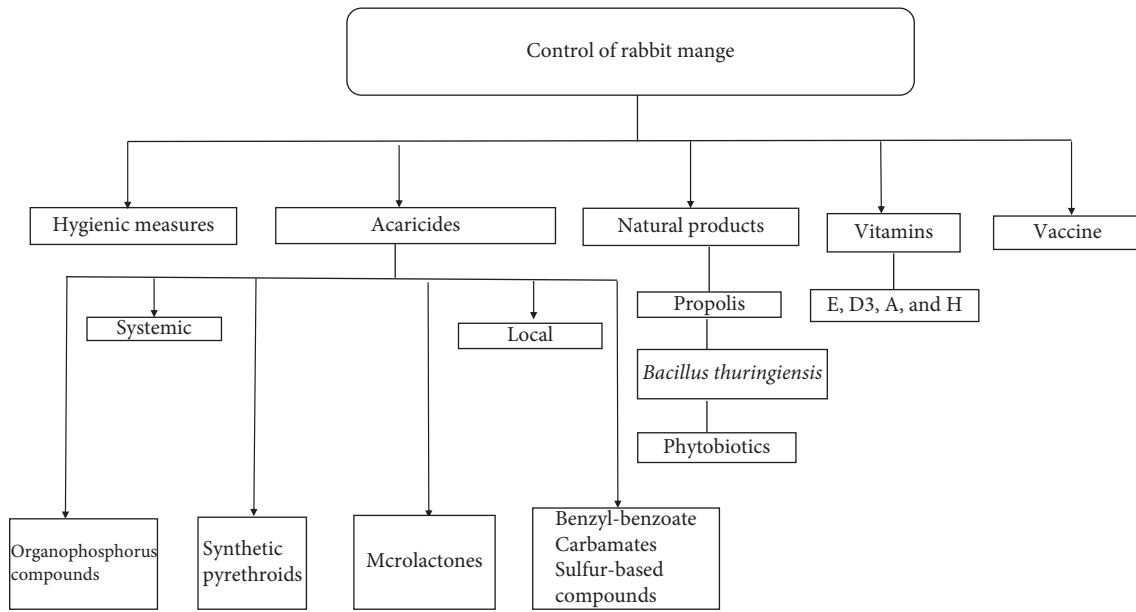 Control of rabbit mange
Hygienic measures
Acaricides
Natural products
Vitamins
Vaccine
Systemic
Local
Propolis
E, D3, A, and H
Bacillus thuringiensis
Phytobiotics
Organophosphorus
compounds
Synthetic
pyrethroids
Mcrolactones
Benzyl-benzoate
Carbamates
Sulfur-based
compounds